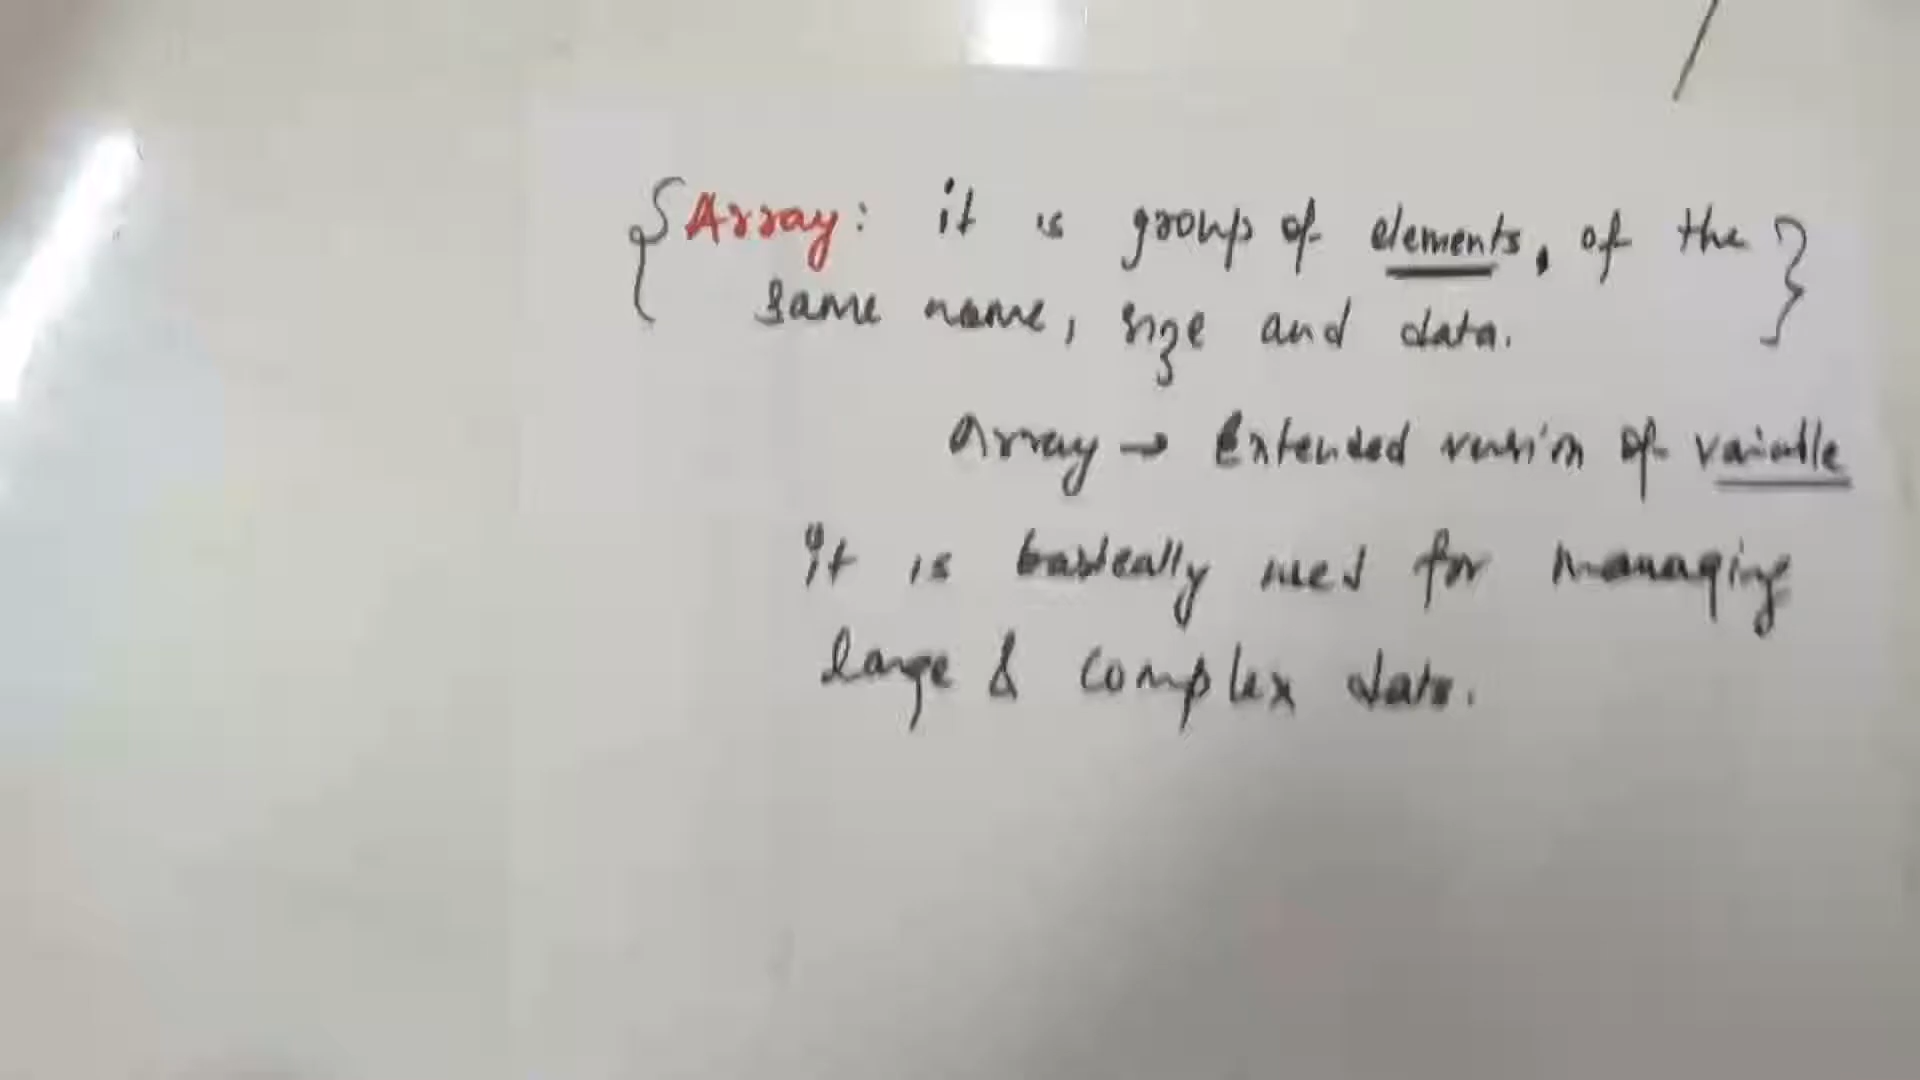 { Array: it is group of elements, of the }
same name, size and data.
Array → Extended version of variable
It is basically used for managing
large & complex data.